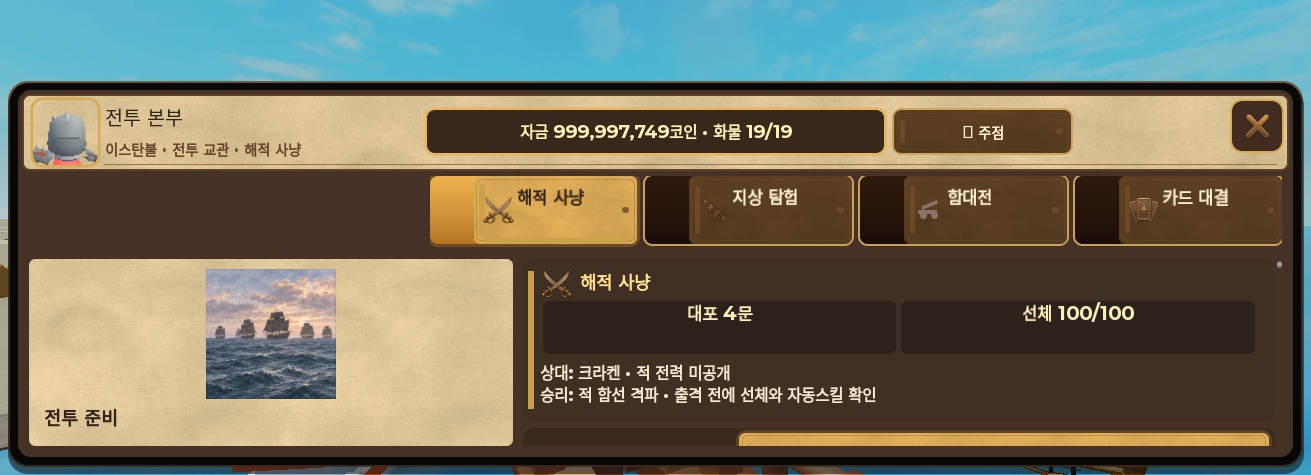 전투 본부
이스탄불 • 전투 교관 • 해적 사냥
자금 999,997,749코인 • 화물 19/19
주점
해적 사냥
지상 탐험
함대전
카드 대결
해적 사냥
대포 4문
선체 100/100
상대: 크라켄 • 적 전력 미공개
승리: 적 함선 격파 • 출격 전에 선체와 자동스킬 확인
전투 준비